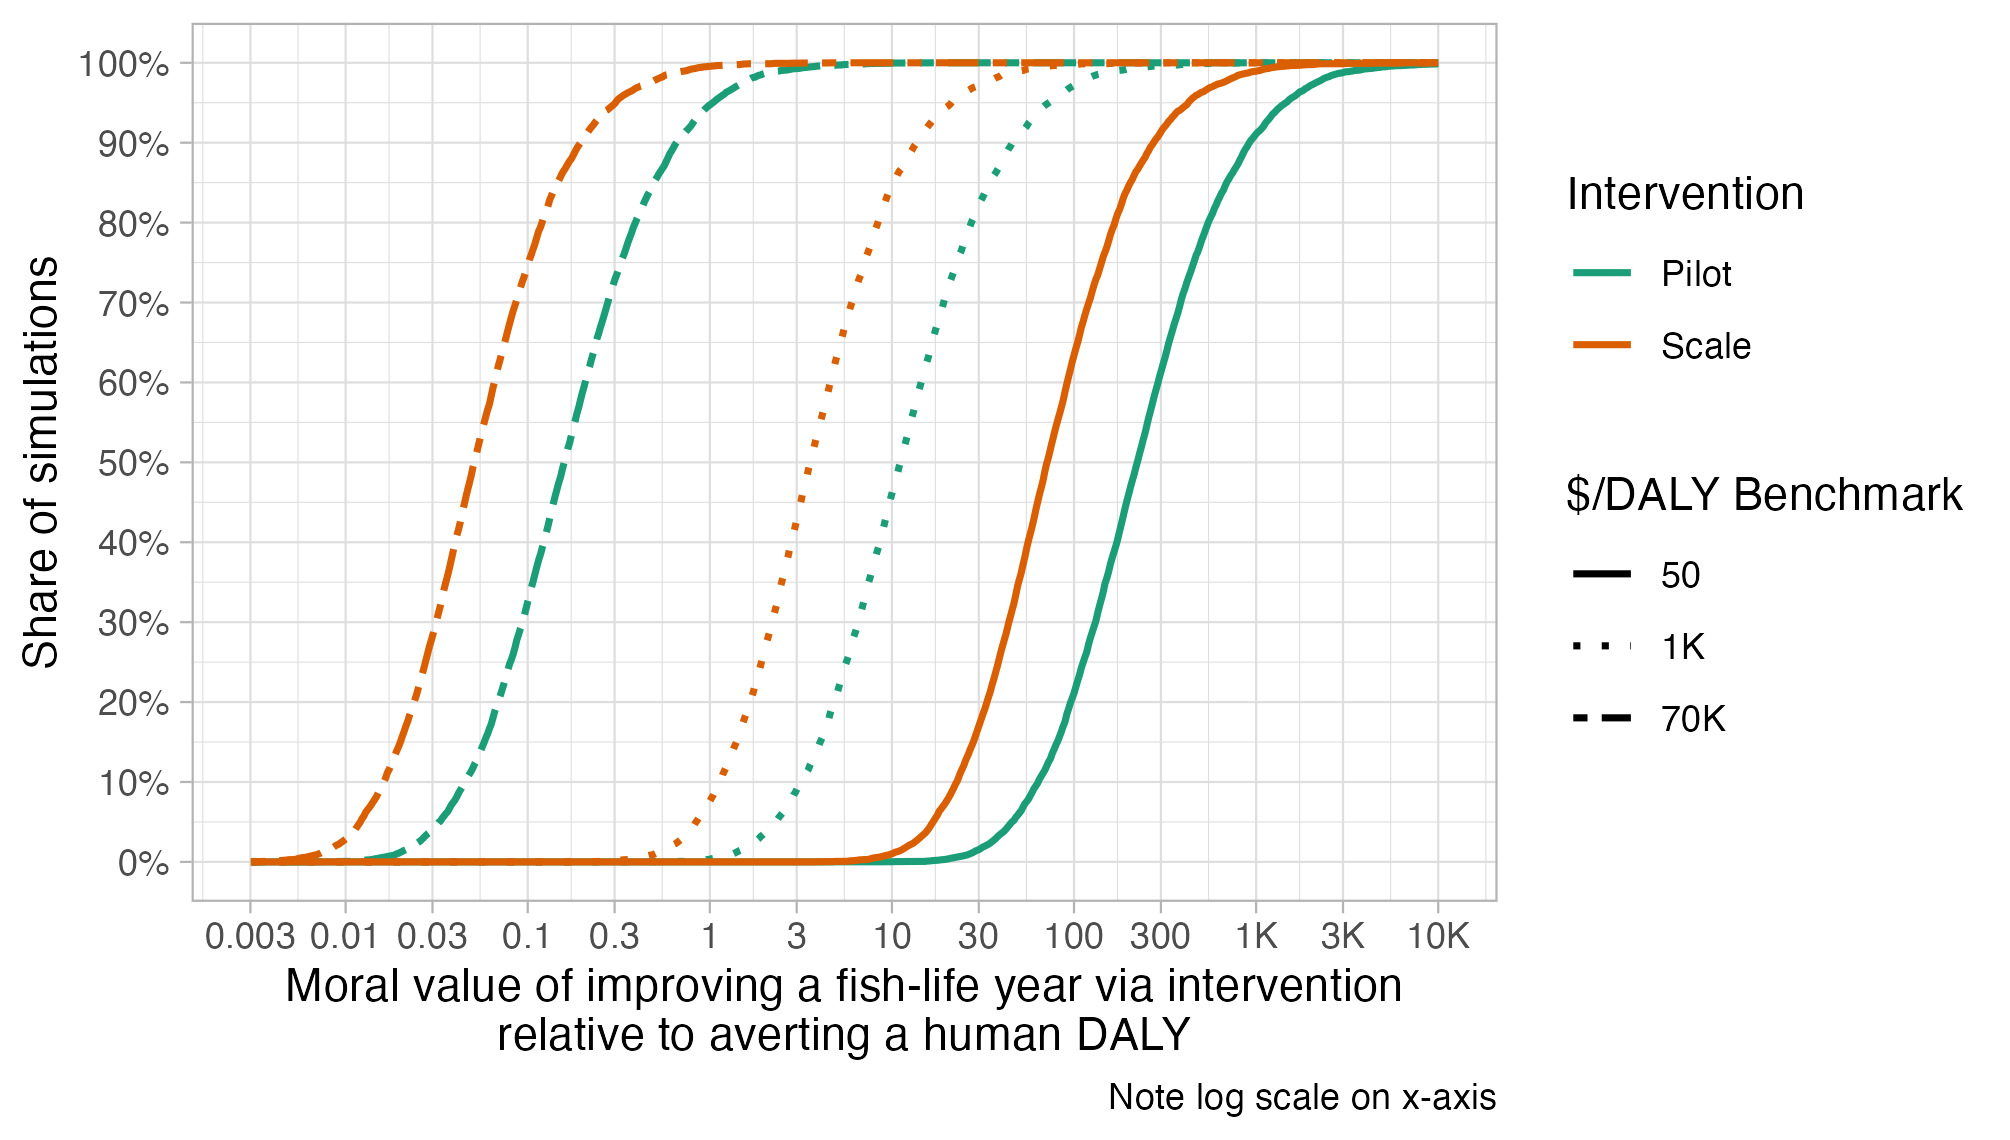 100%
90%
80%
70%
60%
50%
40%
30%
20%
10%
0%
Share of simulations
0.003 0.01 0.03 0.1 0.3 1 3 10 30 100 300 1K 3K 10K
Moral value of improving a fish-life year via intervention
relative to averting a human DALY
Note log scale on x-axis
Intervention
Pilot
Scale
$/DALY Benchmark
50
1K
70K